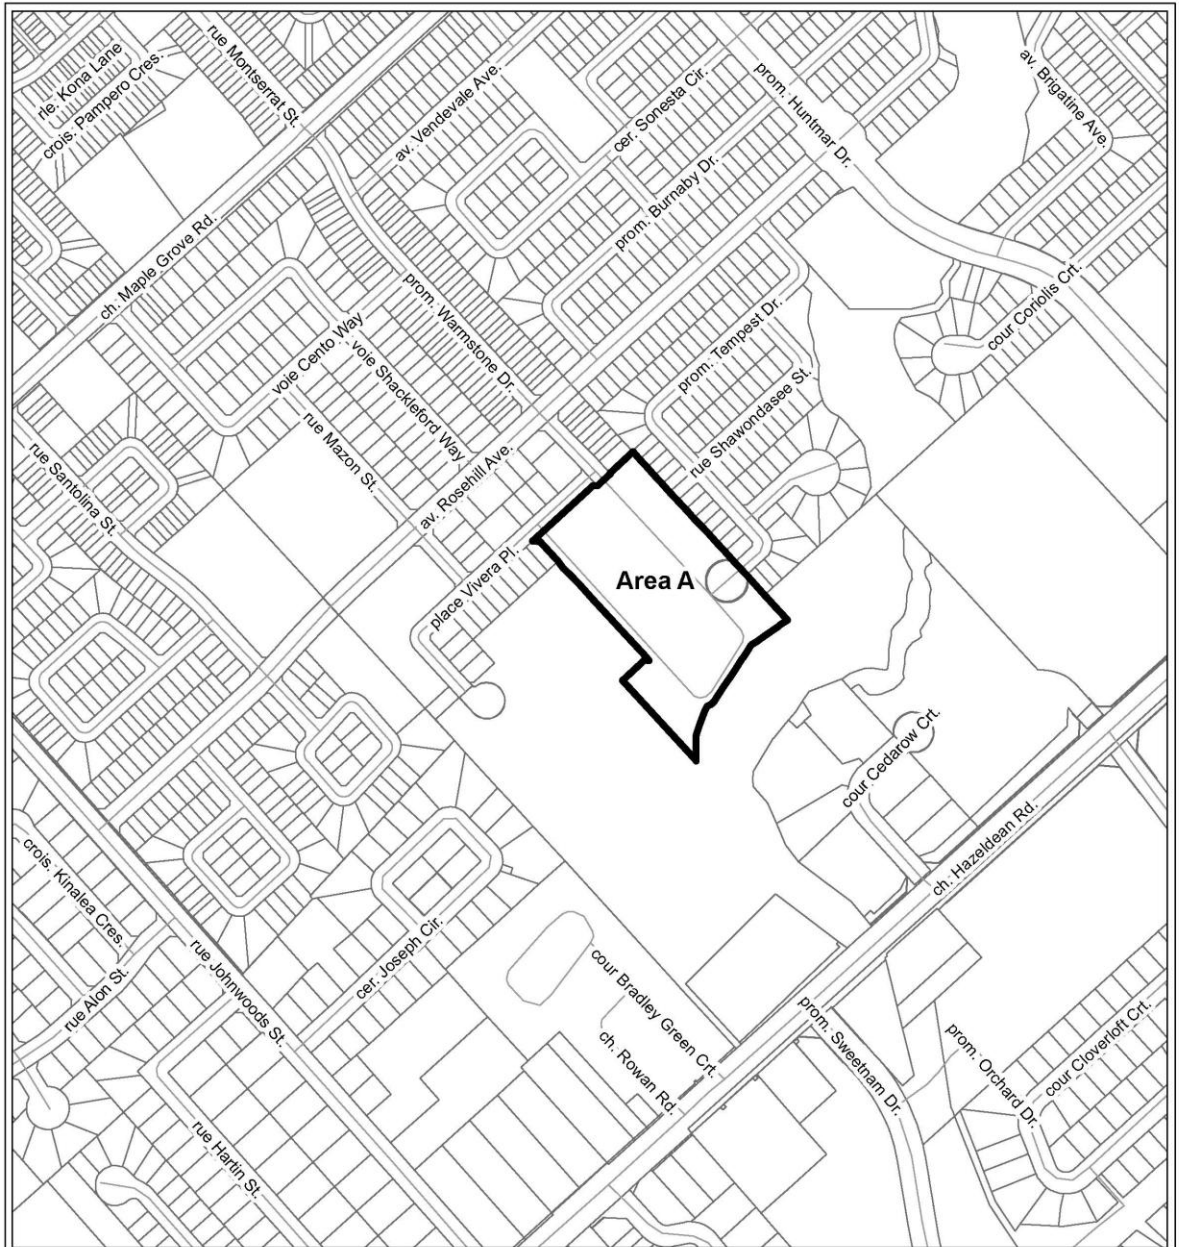 rle. Kona Lane
crois. Pampero Cres.
rue Montserrat St.
av. Vendevale Ave.
cer. Sonesta Cir.
prom. Huntmar Dr.
av. Brigatine Ave.
prom. Burnaby Dr.
ch. Maple Grove Rd.
prom. Warmstone Dr.
cour Coriolis Crt.
voie Cento Way
voie Shackleford Way
prom. Tempest Dr.
rue Mazon St.
rue Shawondasee St.
rue Santolina St.
av. Rosehill Ave.
place Vivera Pl.
Area A
cour Cedarow Crt.
ch. Hazeldean Rd.
crois. Kinalea Cres.
rue Alon St.
rue Johnwoods St.
cer. Joseph Cir.
cour Bradley Green Crt.
ch. Rowan Rd.
prom. Sweetnam Dr.
prom. Orchard Dr.
cour Cloverloft Crt.
rue Hartin St.